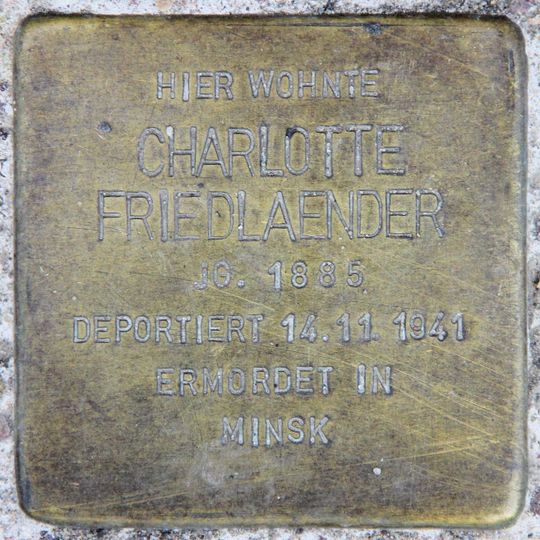 HIER WOHNTE
CHARLOTTE
FRIEDLAENDER
JG. 1885
DEPORTIERT 14.11.1941
ERMORDET IN
MINSK